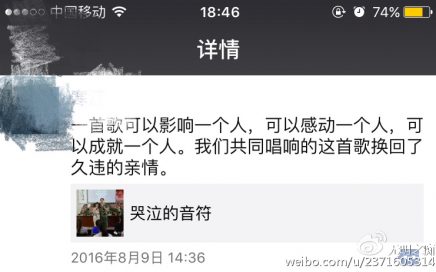 中国移动 18:46 74%
详情
一首歌可以影响一个人，可以感动一个人，可
以成就一个人。我们共同唱响的这首歌换回了
久违的亲情。
哭泣的音符
2016年8月9日 14:36
weibo.com/u/2371605314